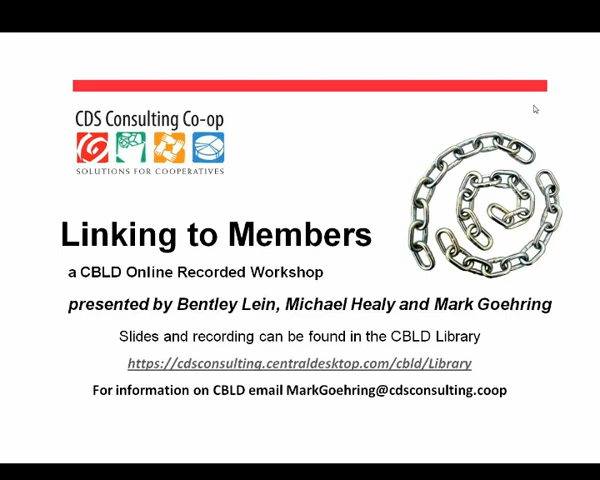 CDS Consulting Co-op
SOLUTIONS FOR COOPERATIVES
Linking to Members
a CBLD Online Recorded Workshop
presented by Bentley Lein, Michael Healy and Mark Goehring
Slides and recording can be found in the CBLD Library
https://cdsconsulting.centraldesktop.com/cbld/Library
For information on CBLD email MarkGoehring@cdsconsulting.coop